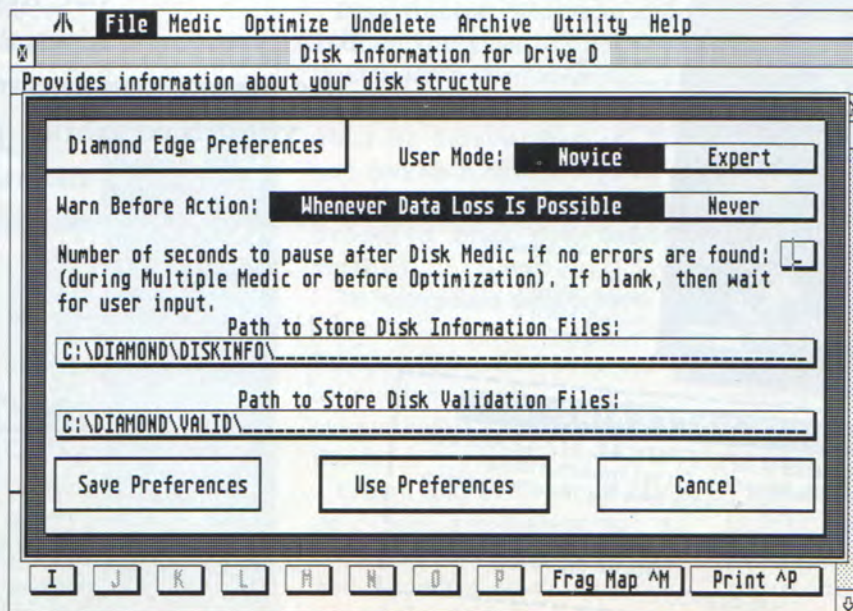 File Medic Optimize Undelete Archive Utility Help
Disk Information for Drive D
Provides information about your disk structure
Diamond Edge Preferences
User Mode: Novice Expert
Warn Before Action: Whenever Data Loss Is Possible Never
Number of seconds to pause after Disk Medic if no errors are found: _
(during Multiple Medic or before Optimization). If blank, then wait
for user input.
Path to Store Disk Information Files:
C:\DIAMOND\DISKINFO\
Path to Store Disk Validation Files:
C:\DIAMOND\VALID\
Save Preferences Use Preferences Cancel
I J K L M N O P Frag Map ^M Print ^P